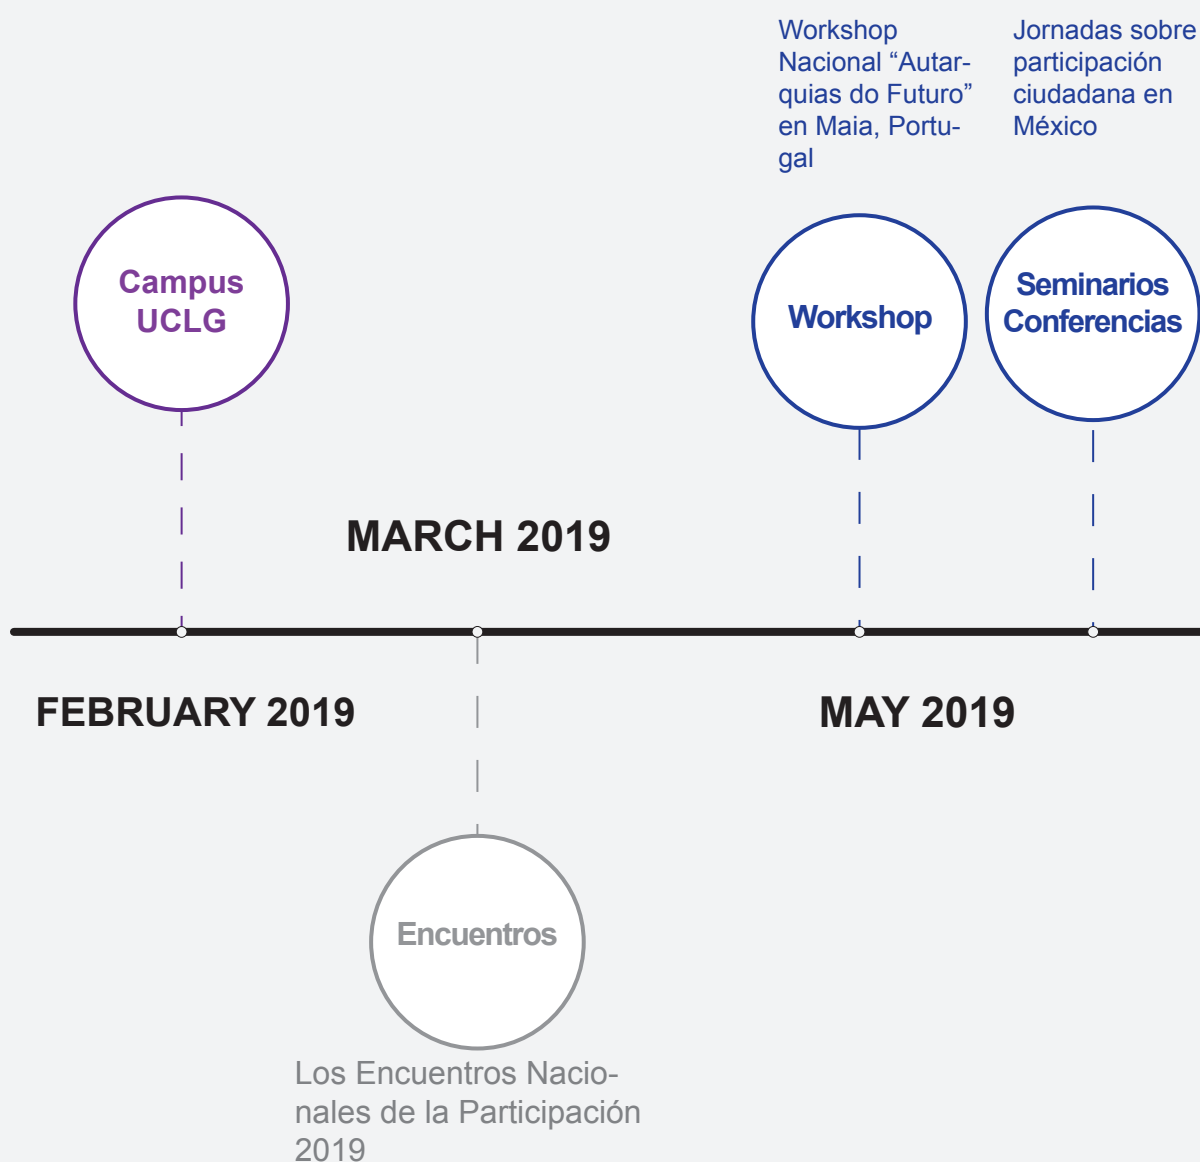 Workshop
Nacional “Autar-
quias do Futuro”
en Maia, Portu-
gal
Jornadas sobre
participación
ciudadana en
México
Campus
UCLG
Workshop
Seminarios
Conferencias
MARCH 2019
FEBRUARY 2019
MAY 2019
Encuentros
Los Encuentros Nacio-
nales de la Participación
2019